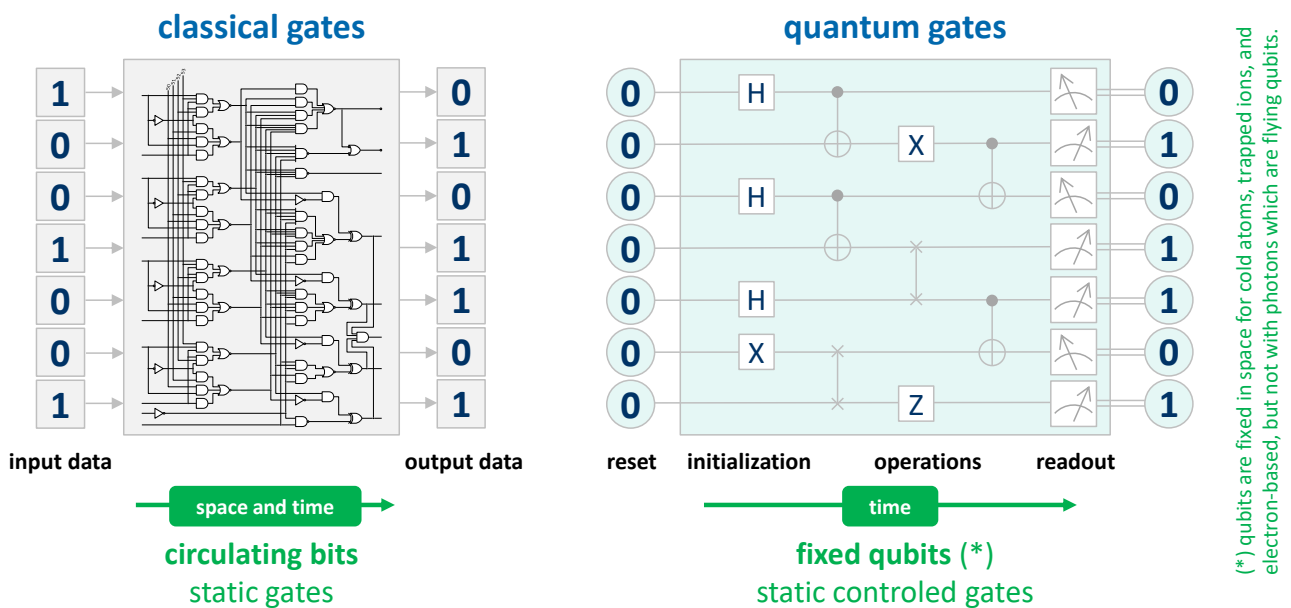 classical gates
quantum gates
1
0
0
1
0
0
1
0
1
0
1
1
0
1
0
0
0
0
0
0
0
H
H
H
X
X
Z
0
1
0
1
1
0
1
input data
output data
reset
initialization
operations
readout
space and time
time
circulating bits
static gates
fixed qubits (*)
static controled gates
(*) qubits are fixed in space for cold atoms, trapped ions, and
electron-based, but not with photons which are flying qubits.